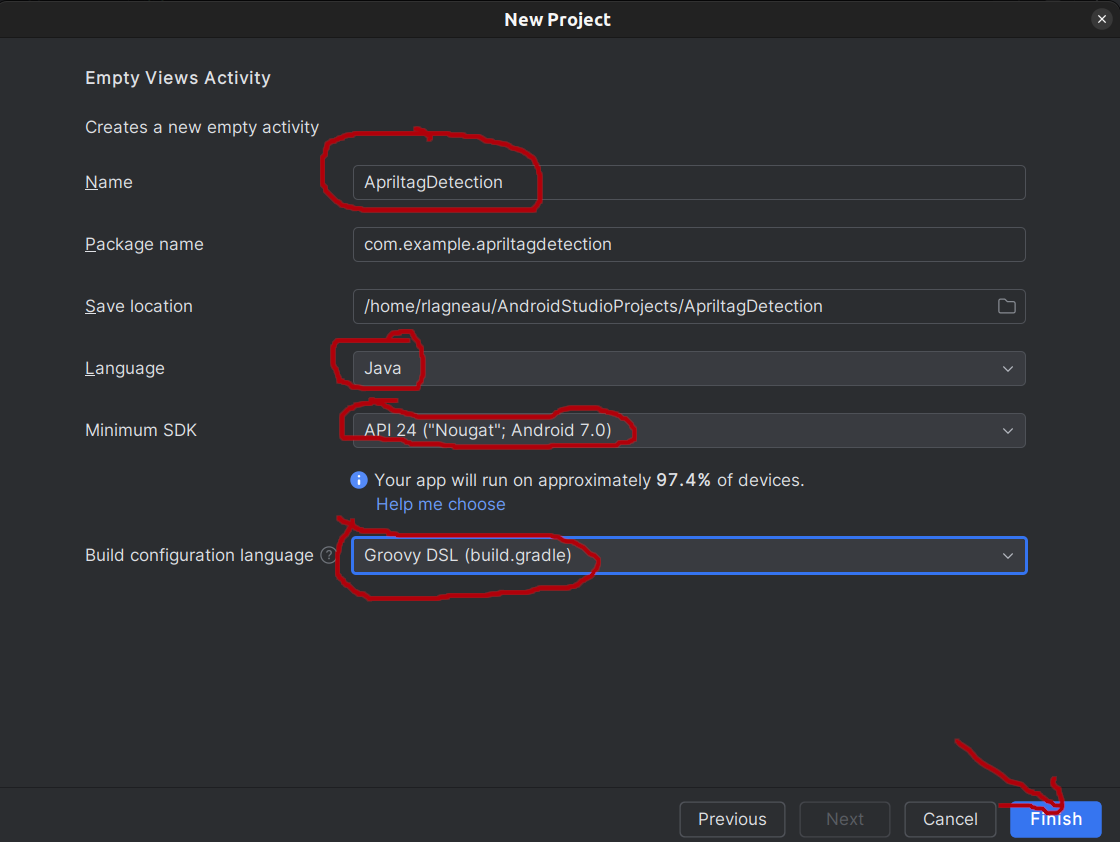 New Project
Empty Views Activity
Creates a new empty activity
Name ApriltagDetection
Package name com.example.apriltagdetection
Save location /home/rlagneau/AndroidStudioProjects/ApriltagDetection
Language Java
Minimum SDK API 24 ("Nougat"; Android 7.0)
Your app will run on approximately 97.4% of devices.
Help me choose
Build configuration language ? Groovy DSL (build.gradle)
Previous Next Cancel Finish